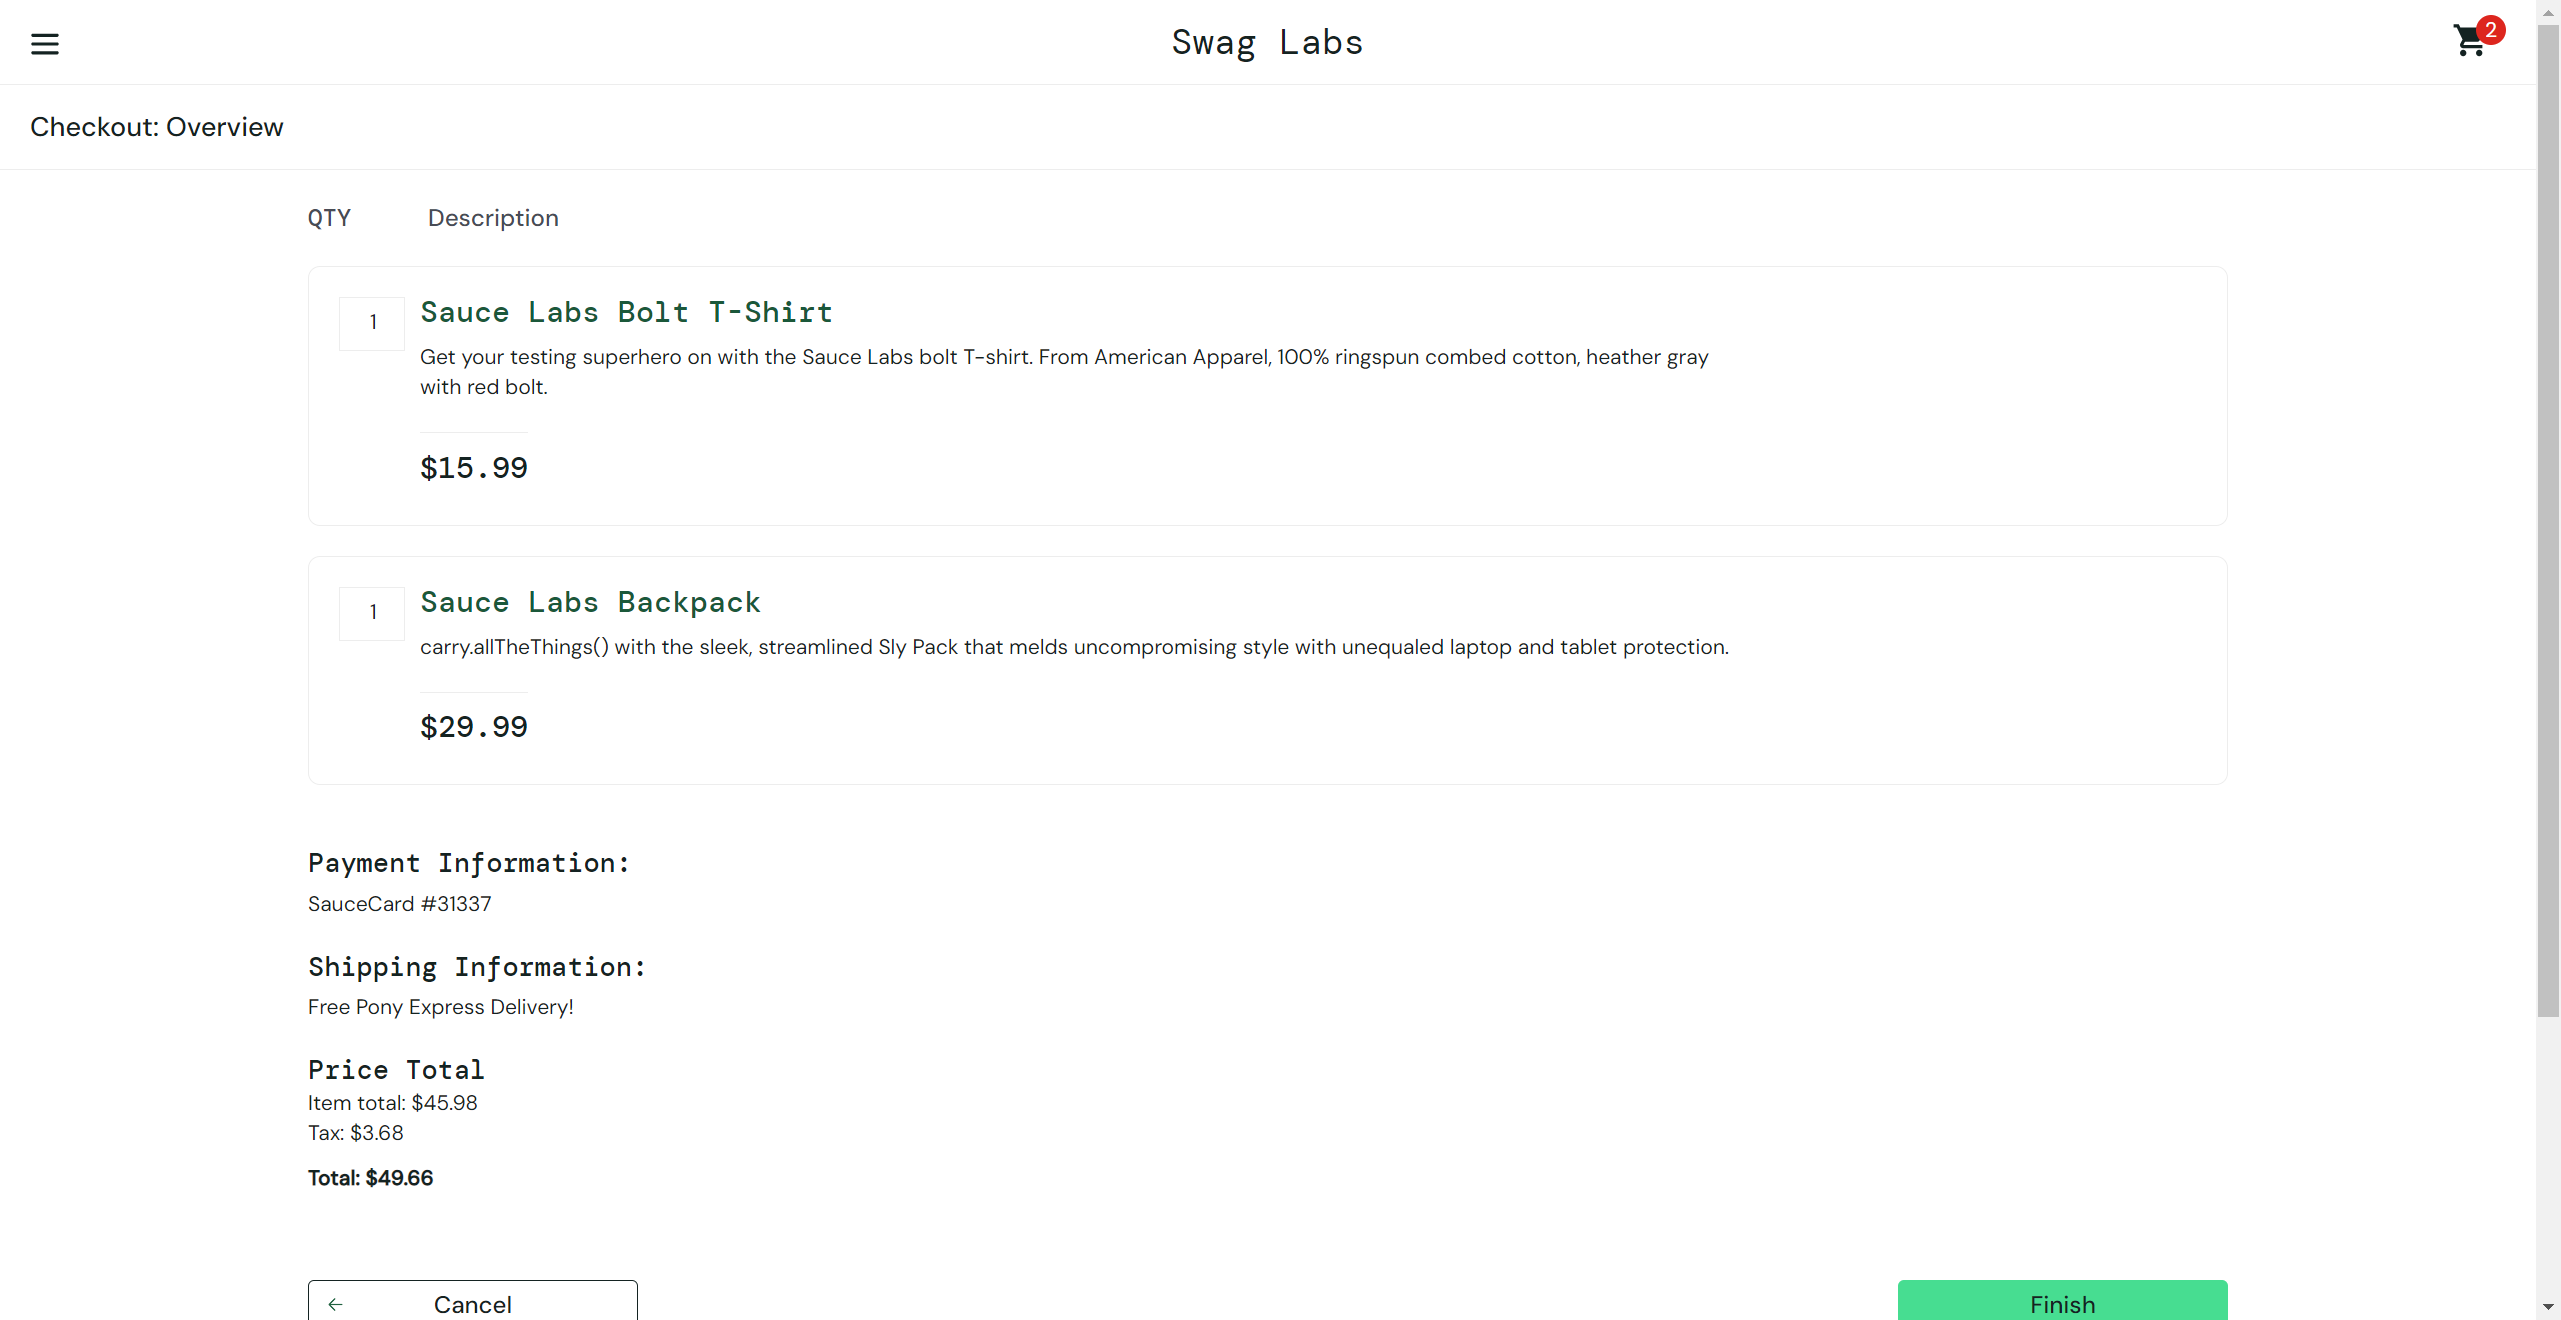 Swag Labs
2
Checkout: Overview
QTY Description
1
Sauce Labs Bolt T-Shirt
Get your testing superhero on with the Sauce Labs bolt T-shirt. From American Apparel, 100% ringspun combed cotton, heather gray
with red bolt.
$15.99
1
Sauce Labs Backpack
carry.allTheThings() with the sleek, streamlined Sly Pack that melds uncompromising style with unequaled laptop and tablet protection.
$29.99
Payment Information:
SauceCard #31337
Shipping Information:
Free Pony Express Delivery!
Price Total
Item total: $45.98
Tax: $3.68
Total: $49.66
Cancel
Finish